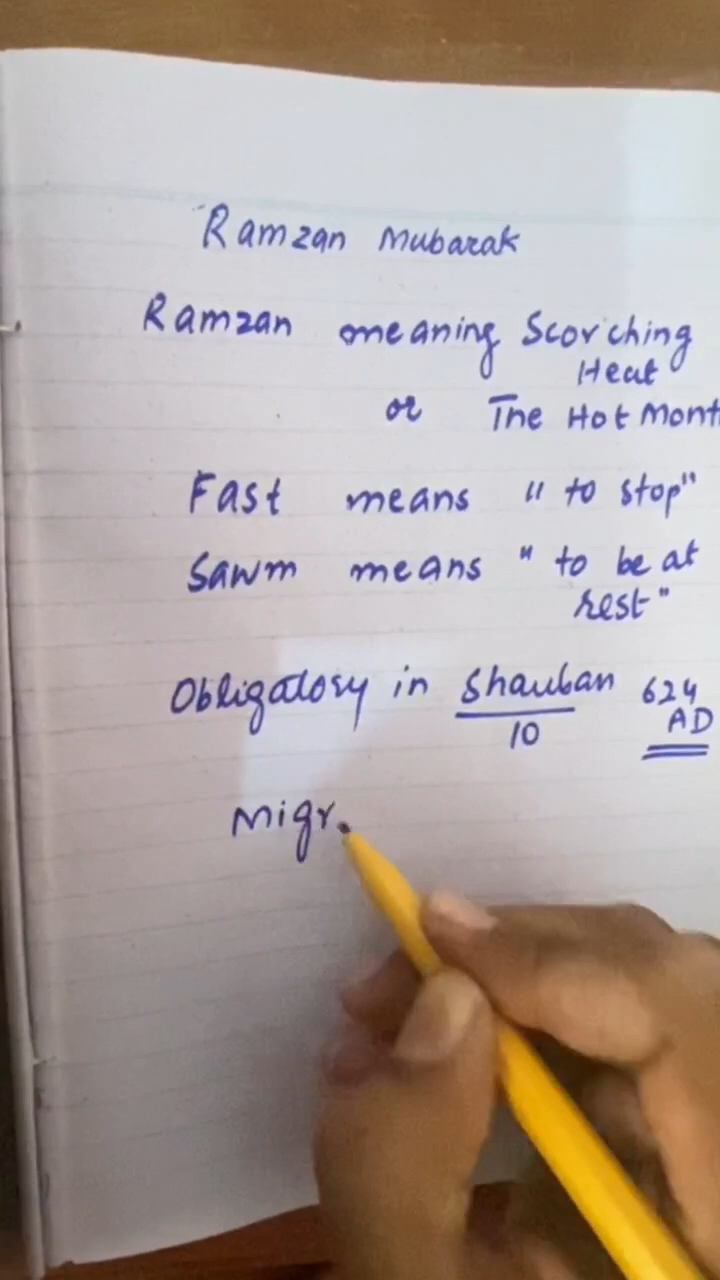 Ramzan Mubarak
Ramzan meaning Scorching
Heat
or The Hot Mont
Fast means "to stop"
Sawm means "to be at
rest"
Obligatory in Shauban 624
10 AD
Migr